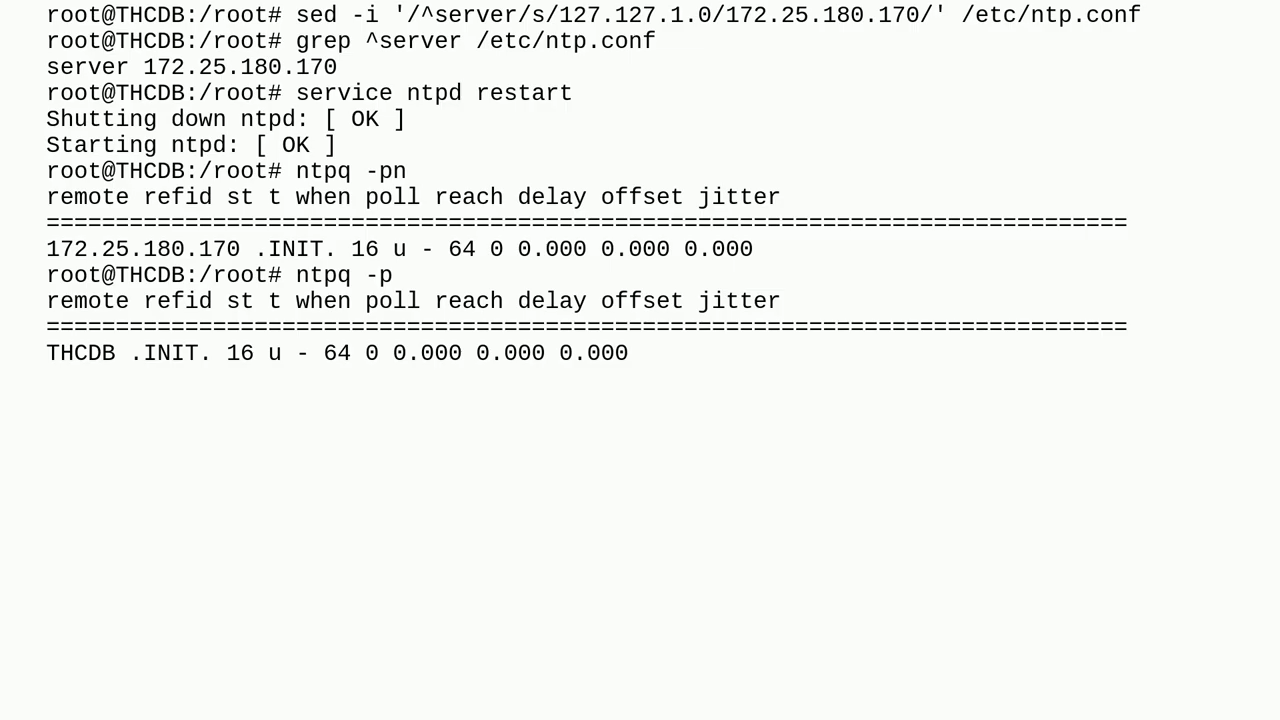 root@THCDB:/root# sed -i '/^server/s/127.127.1.0/172.25.180.170/' /etc/ntp.conf
root@THCDB:/root# grep ^server /etc/ntp.conf
server 172.25.180.170
root@THCDB:/root# service ntpd restart
Shutting down ntpd: [ OK ]
Starting ntpd: [ OK ]
root@THCDB:/root# ntpq -pn
remote refid st t when poll reach delay offset jitter
==============================================================================
172.25.180.170 .INIT. 16 u - 64 0 0.000 0.000 0.000
root@THCDB:/root# ntpq -p
remote refid st t when poll reach delay offset jitter
==============================================================================
THCDB .INIT. 16 u - 64 0 0.000 0.000 0.000